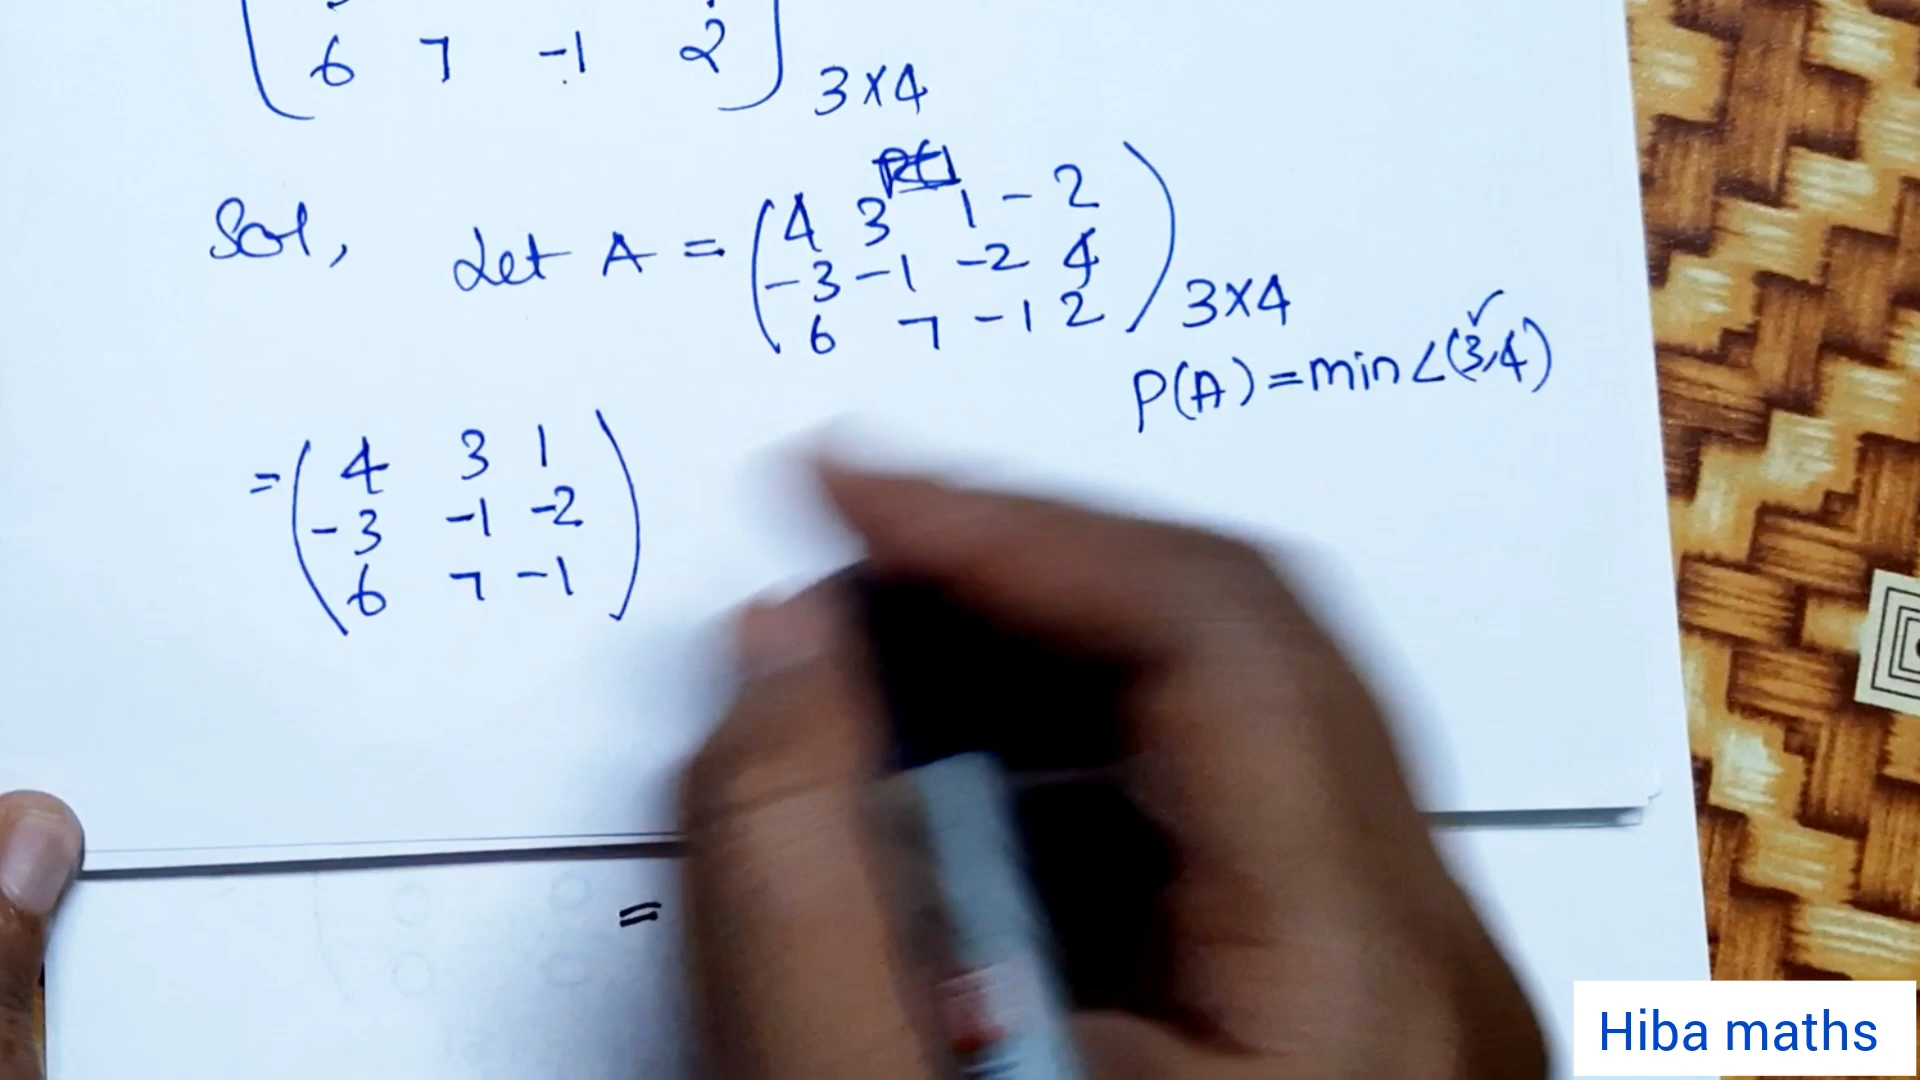 6 7 -1 2
3×4
Sol, Let A = 4 3 1 - 2
-3 -1 -2 4
6 7 -1 2
3×4
P(A) = min < (3,4)
= 4 3 1
-3 -1 -2
6 7 -1
=
Hiba maths